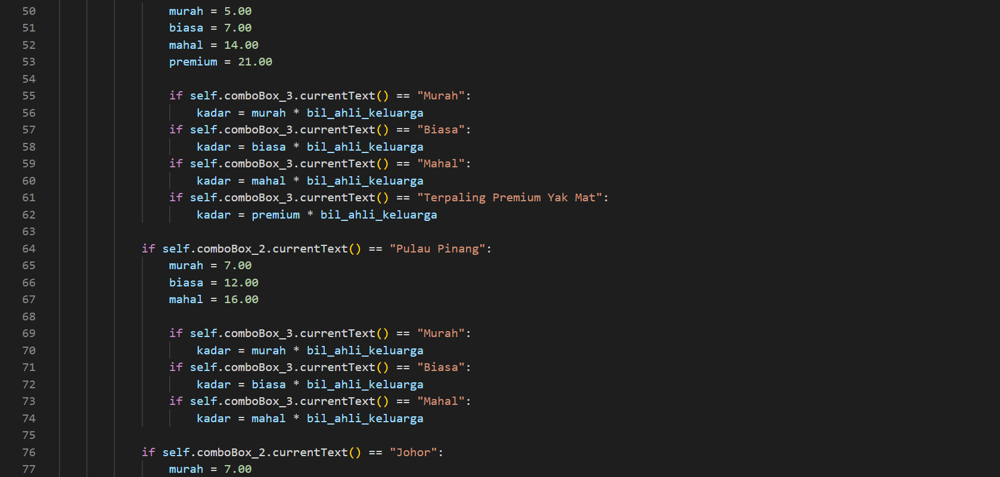 50 murah = 5.00
51 biasa = 7.00
52 mahal = 14.00
53 premium = 21.00
54
55 if self.comboBox_3.currentText() == "Murah":
56 kadar = murah * bil_ahli_keluarga
57 if self.comboBox_3.currentText() == "Biasa":
58 kadar = biasa * bil_ahli_keluarga
59 if self.comboBox_3.currentText() == "Mahal":
60 kadar = mahal * bil_ahli_keluarga
61 if self.comboBox_3.currentText() == "Terpaling Premium Yak Mat":
62 kadar = premium * bil_ahli_keluarga
63
64 if self.comboBox_2.currentText() == "Pulau Pinang":
65 murah = 7.00
66 biasa = 12.00
67 mahal = 16.00
68
69 if self.comboBox_3.currentText() == "Murah":
70 kadar = murah * bil_ahli_keluarga
71 if self.comboBox_3.currentText() == "Biasa":
72 kadar = biasa * bil_ahli_keluarga
73 if self.comboBox_3.currentText() == "Mahal":
74 kadar = mahal * bil_ahli_keluarga
75
76 if self.comboBox_2.currentText() == "Johor":
77 murah = 7.00